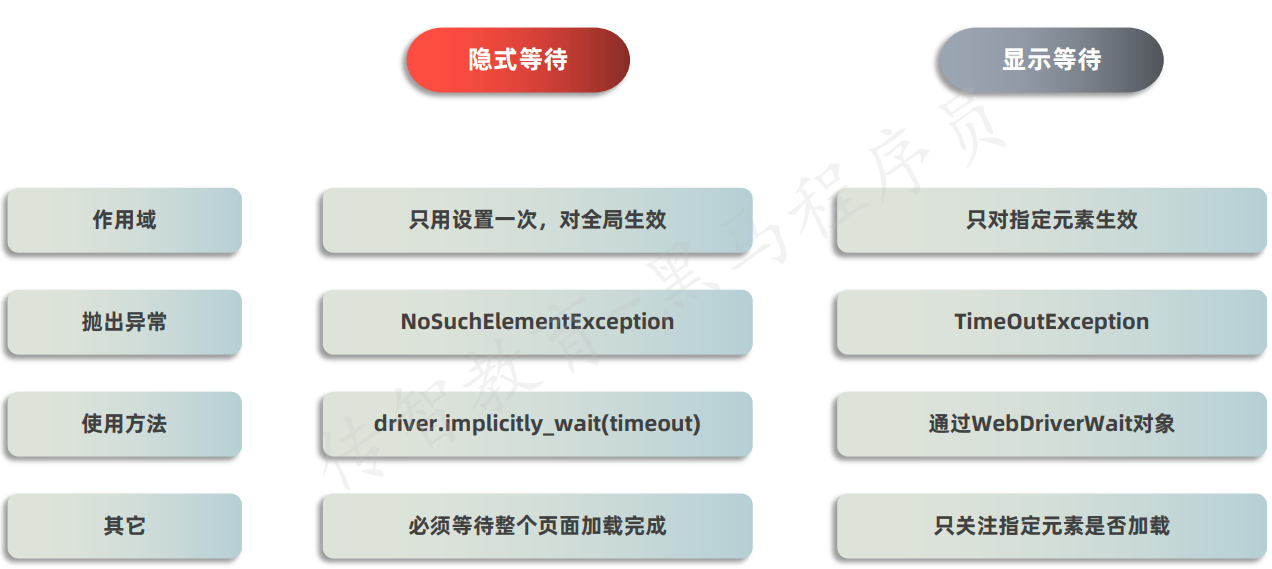 隐式等待
显示等待
作用域
只用设置一次，对全局生效
只对指定元素生效
抛出异常
NoSuchElementException
TimeOutException
使用方法
driver.implicitly_wait(timeout)
通过WebDriverWait对象
其它
必须等待整个页面加载完成
只关注指定元素是否加载
传智教育-黑马程序员